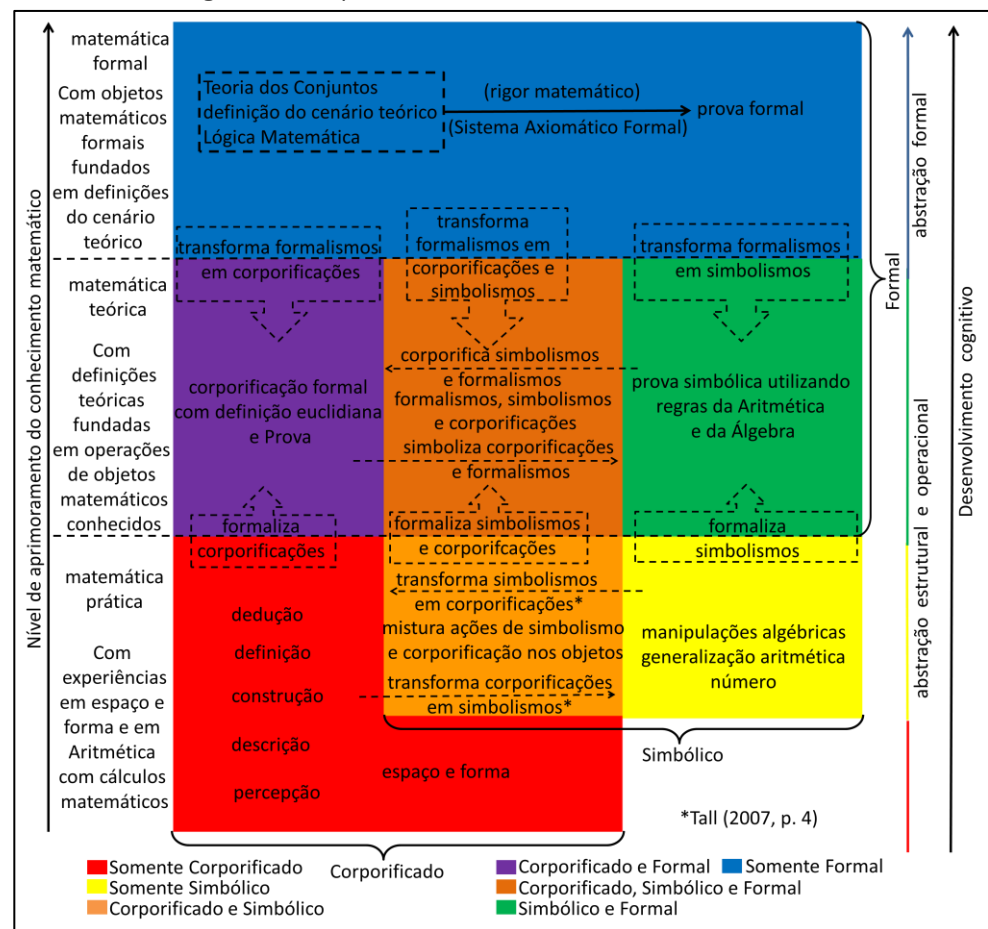 matemática
formal
Com objetos
matemáticos
formais
fundados
em definições
do cenário
teórico
matemática
teórica
Com
definições
teóricas
fundadas
em operações
de objetos
matemáticos
conhecidos
matemática
prática
Com
experiências
em espaço e
forma e em
Aritmética
com cálculos
matemáticos
Nível de aprimoramento do conhecimento matemático
Teoria dos Conjuntos
definição do cenário teórico
Lógica Matemática
(rigor matemático)
(Sistema Axiomático Formal)
prova formal
transforma formalismos
em corporificações
transforma
formalismos em
corporificações e
simbolismos
transforma formalismos
em simbolismos
corporificação formal
com definição euclidiana
e Prova
corporifica simbolismos
e formalismos
formalismos, simbolismos
e corporificações
simboliza corporificações
e formalismos
prova simbólica utilizando
regras da Aritmética
e da Álgebra
formaliza
corporificações
formaliza simbolismos
e corporifcações
formaliza
simbolismos
dedução
definição
construção
descrição
percepção
transforma simbolismos
em corporificações*
mistura ações de simbolismo
e corporificação nos objetos
transforma corporificações
em simbolismos*
manipulações algébricas
generalização aritmética
número
espaço e forma
Simbólico
*Tall (2007, p. 4)
Corporificado
Formal
abstração formal
abstração estrutural e operacional
Desenvolvimento cognitivo
Somente Corporificado
Somente Simbólico
Corporificado e Simbólico
Corporificado e Formal
Somente Formal
Corporificado, Simbólico e Formal
Simbólico e Formal